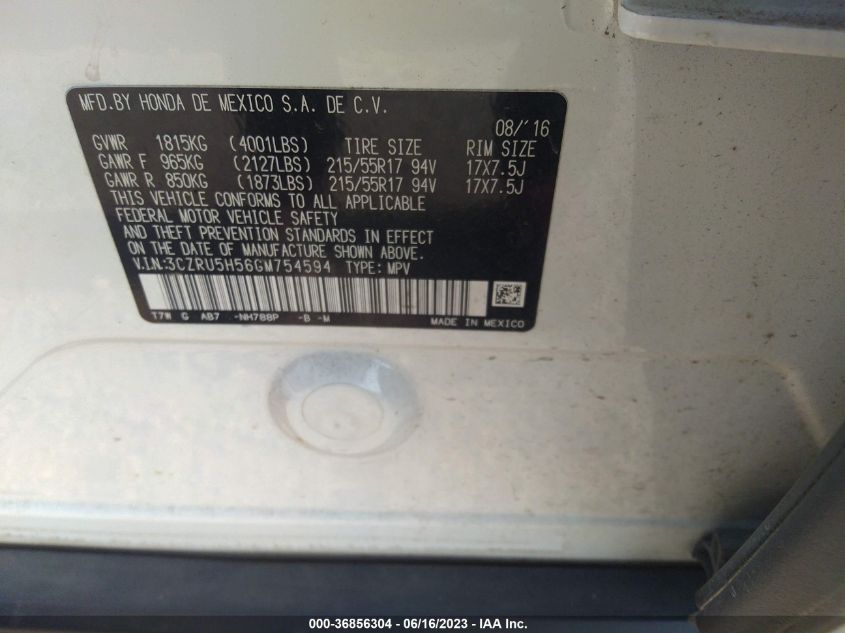 MFD.BY HONDA DE MEXICO S.A. DE C.V.
08/'16
GVWR 1815KG (4001LBS) TIRE SIZE RIM SIZE
GAWR F 965KG (2127LBS) 215/55R17 94V 17X7.5J
GAWR R 850KG (1873LBS) 215/55R17 94V 17X7.5J
THIS VEHICLE CONFORMS TO ALL APPLICABLE
FEDERAL MOTOR VEHICLE SAFETY
AND THEFT PREVENTION STANDARDS IN EFFECT
ON THE DATE OF MANUFACTURE SHOWN ABOVE.
V.I.N:3CZRU5H56GM754594 TYPE: MPV
T7W G AB7 -NH788P -B -M MADE IN MEXICO
000-36856304 - 06/16/2023 - IAA Inc.